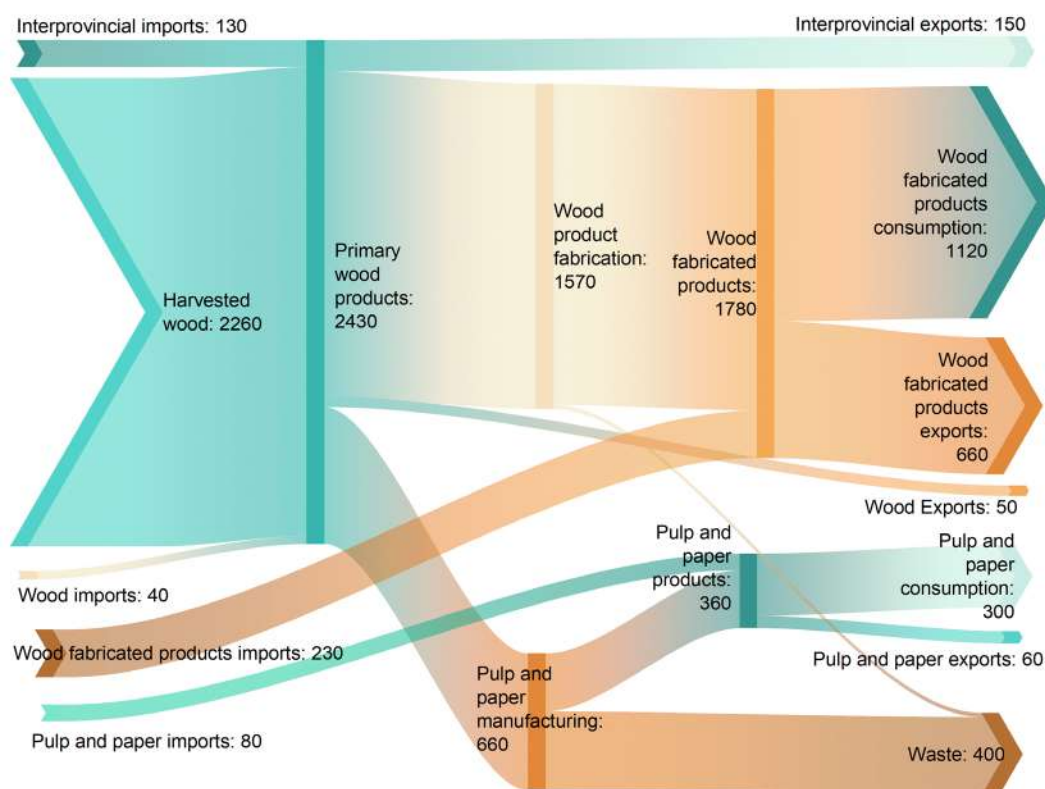 Interprovincial imports: 130
Interprovincial exports: 150
Harvested
wood: 2260
Primary
wood
products:
2430
Wood
product
fabrication:
1570
Wood
fabricated
products:
1780
Wood
fabricated
products
consumption:
1120
Wood
fabricated
products
exports:
660
Wood Exports: 50
Wood imports: 40
Wood fabricated products imports: 230
Pulp and paper imports: 80
Pulp and
paper
manufacturing:
660
Pulp and
paper
products:
360
Pulp and
paper
consumption:
300
Pulp and paper exports: 60
Waste: 400